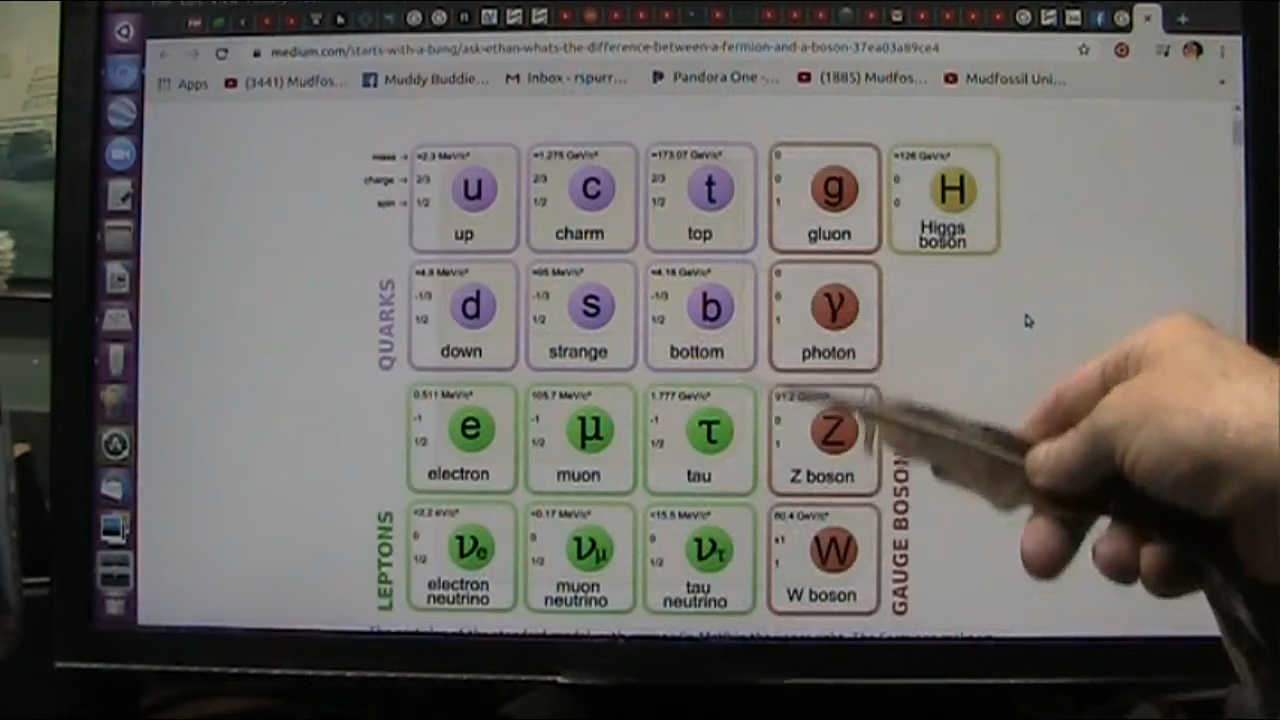 medium.com/starts-with-a-bang/ask-ethan-whats-the-difference-between-a-fermion-and-a-boson-37ea03a89ce4
Apps (3441) Mudfos... Muddy Buddie... Inbox - rspurr... Pandora One -... (1885) Mudfos... Mudfossil Uni...
mass → ≈2.3 MeV/c² ≈1.275 GeV/c² ≈173.07 GeV/c² 0 ≈126 GeV/c²
charge → 2/3 2/3 2/3 0 0
spin → 1/2 1/2 1/2 1 0
u c t g H
up charm top gluon Higgs
boson
QUARKS
≈4.8 MeV/c² ≈95 MeV/c² ≈4.18 GeV/c² 0
-1/3 -1/3 -1/3 0
1/2 1/2 1/2 1
d s b γ
down strange bottom photon
0.511 MeV/c² 105.7 MeV/c² 1.777 GeV/c² 91.2
-1 -1 -1 0
1/2 1/2 1/2 1
e μ τ Z
electron muon tau Z boson
LEPTONS
<2.2 eV/c² <0.17 MeV/c² <15.5 MeV/c² 80.4 GeV/c²
0 0 0 ±1
1/2 1/2 1/2 1
νe νμ ντ W
electron
neutrino
muon
neutrino
tau
neutrino
W boson
GAUGE BOSON